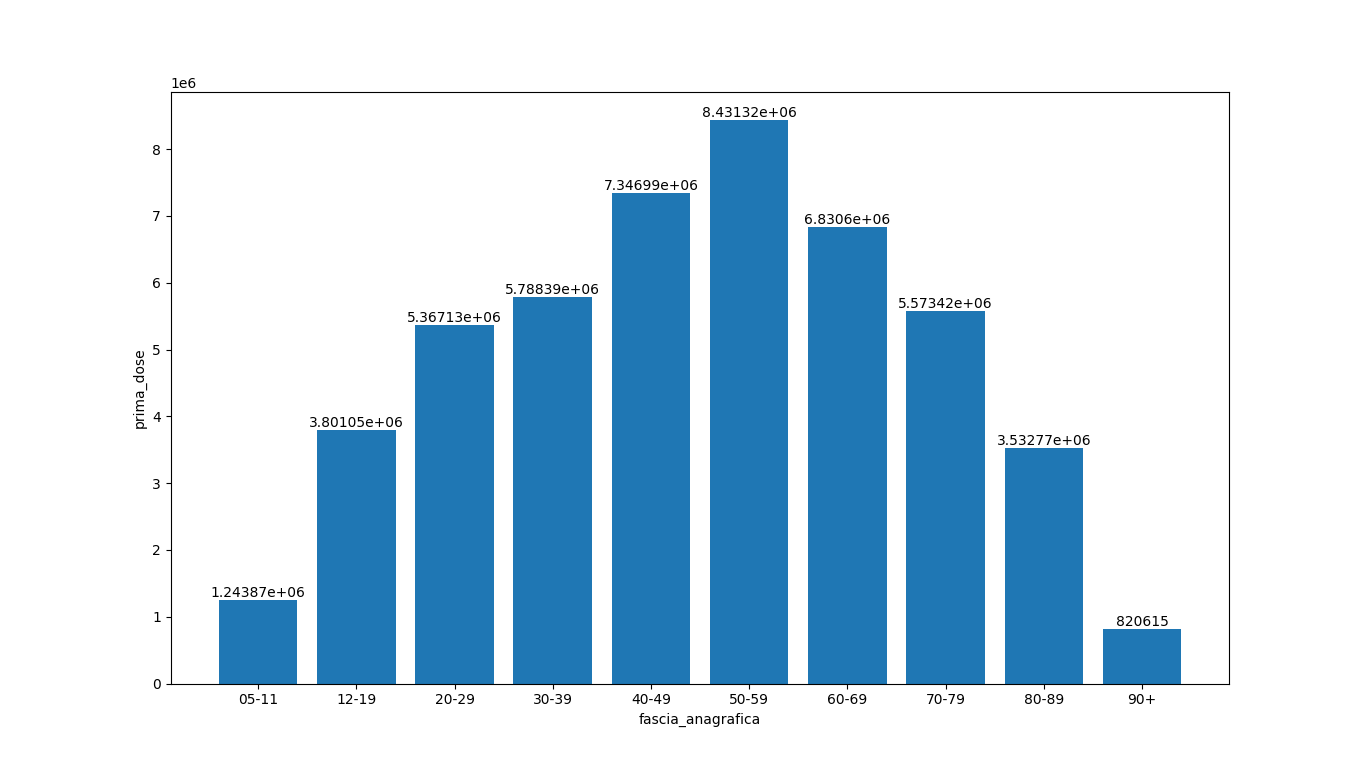 1e6
8.43132e+06
8
7.34699e+06
7
6.8306e+06
6
5.78839e+06
5.57342e+06
5.36713e+06
5
prima_dose
4
3.80105e+06
3.53277e+06
3
2
1.24387e+06
1
820615
0
05-11 12-19 20-29 30-39 40-49 50-59 60-69 70-79 80-89 90+
fascia_anagrafica